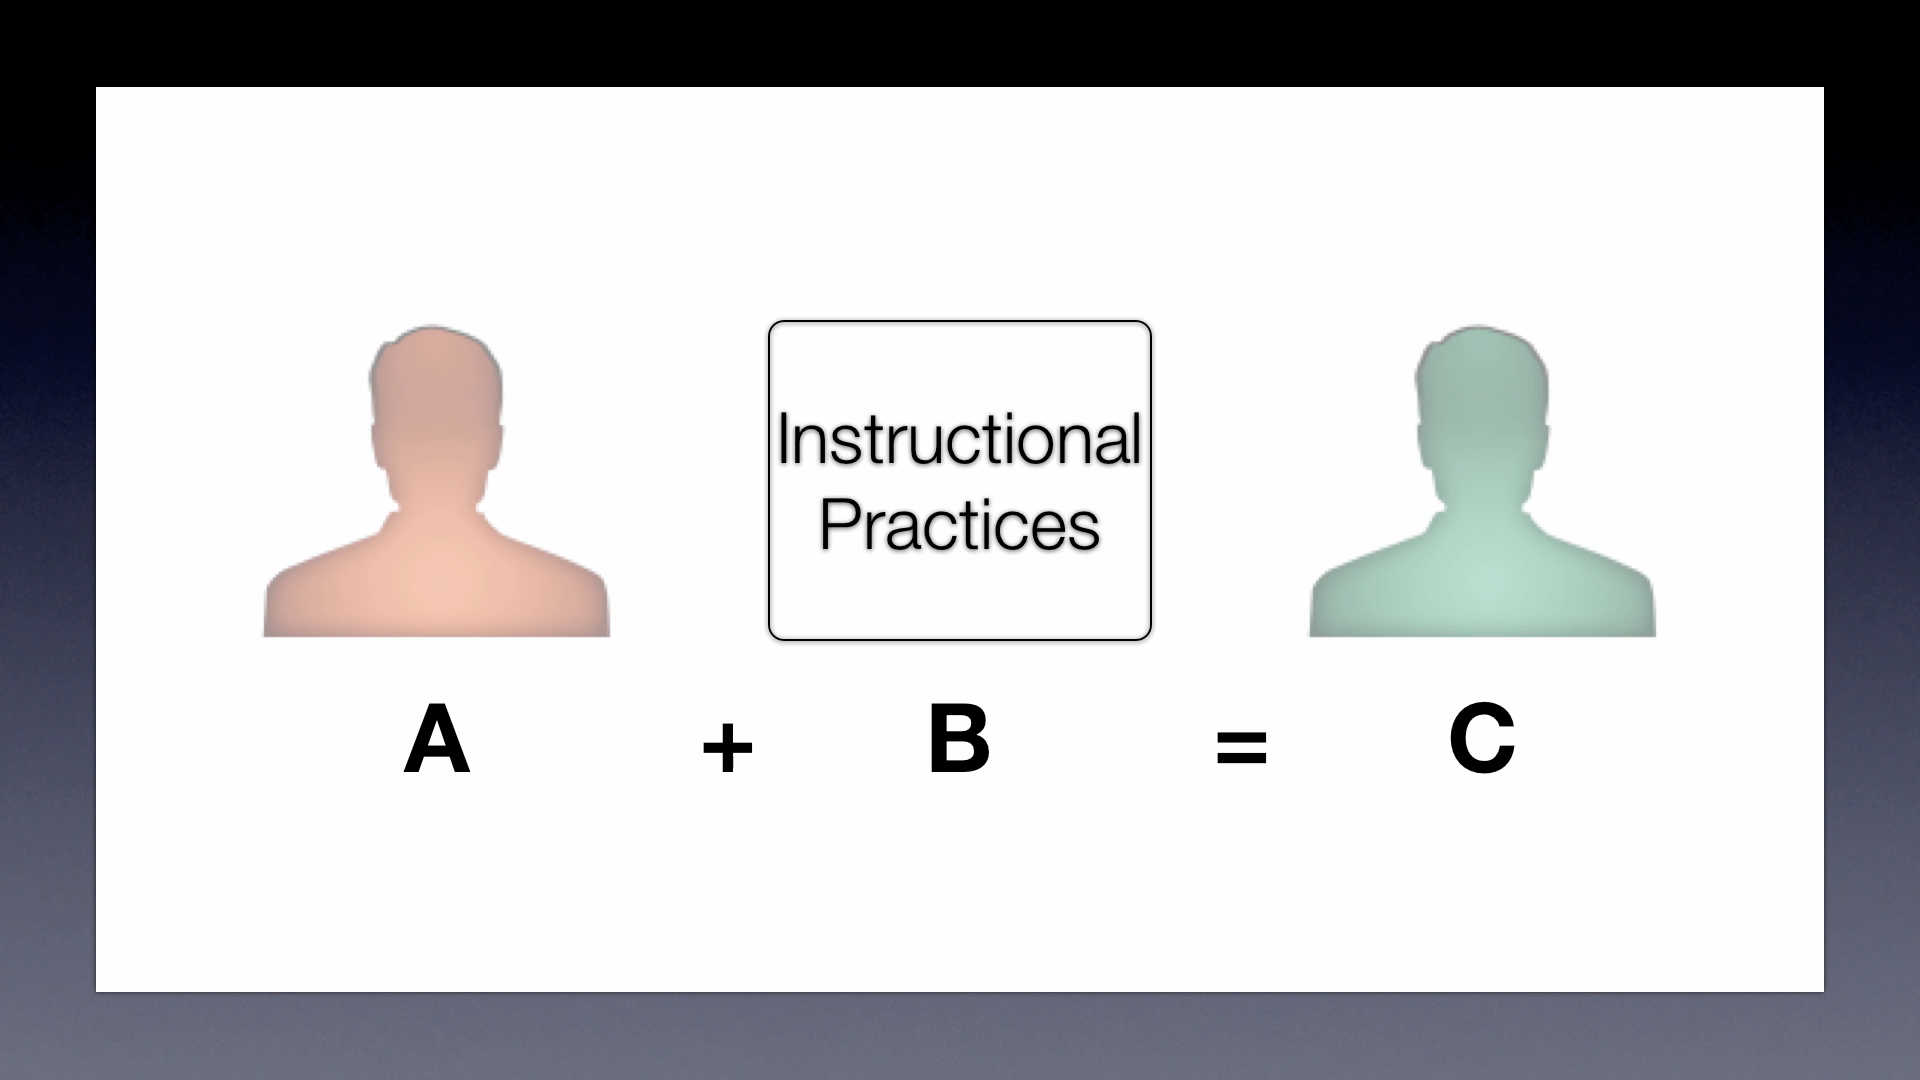 Instructional
Practices
A + B = C